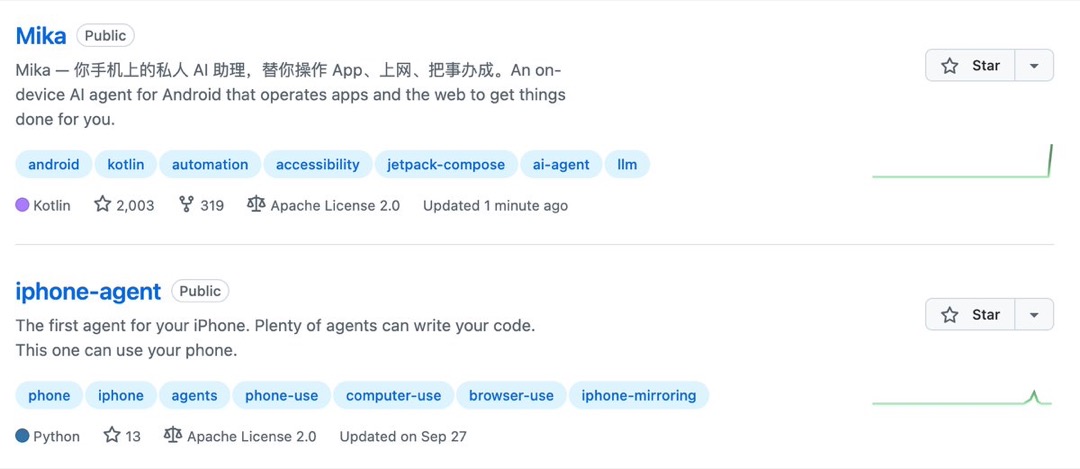 Mika Public
Mika — 你手机上的私人 AI 助理，替你操作 App、上网、把事办成。An on-
device AI agent for Android that operates apps and the web to get things
done for you.
Star
android kotlin automation accessibility jetpack-compose ai-agent llm
Kotlin 2,003 319 Apache License 2.0 Updated 1 minute ago
iphone-agent Public
The first agent for your iPhone. Plenty of agents can write your code.
This one can use your phone.
Star
phone iphone agents phone-use computer-use browser-use iphone-mirroring
Python 13 Apache License 2.0 Updated on Sep 27